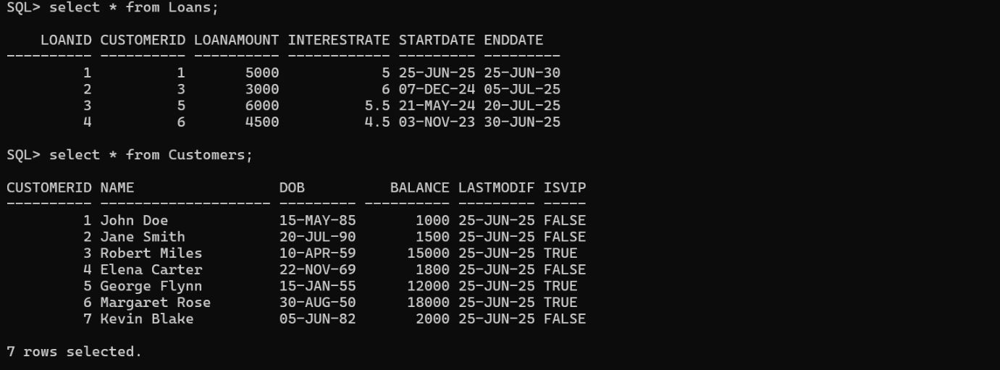 SQL> select * from Loans;
    LOANID CUSTOMERID LOANAMOUNT INTERESTRATE STARTDATE ENDDATE
---------- ---------- ---------- ------------ --------- ---------
         1          1       5000            5 25-JUN-25 25-JUN-30
         2          3       3000            6 07-DEC-24 05-JUL-25
         3          5       6000          5.5 21-MAY-24 20-JUL-25
         4          6       4500          4.5 03-NOV-23 30-JUN-25
SQL> select * from Customers;
CUSTOMERID NAME                 DOB          BALANCE LASTMODIF ISVIP
---------- -------------------- --------- ---------- --------- -----
         1 John Doe             15-MAY-85       1000 25-JUN-25 FALSE
         2 Jane Smith           20-JUL-90       1500 25-JUN-25 FALSE
         3 Robert Miles         10-APR-59      15000 25-JUN-25 TRUE
         4 Elena Carter         22-NOV-69       1800 25-JUN-25 FALSE
         5 George Flynn         15-JAN-55      12000 25-JUN-25 TRUE
         6 Margaret Rose        30-AUG-50      18000 25-JUN-25 TRUE
         7 Kevin Blake          05-JUN-82       2000 25-JUN-25 FALSE
7 rows selected.